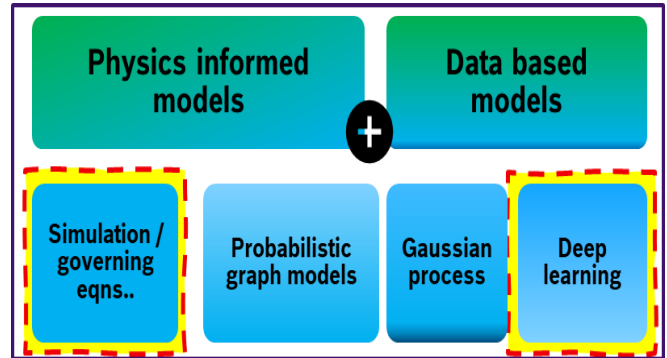 Physics informed
models
Data based
models
+
Simulation /
governing
eqns..
Probabilistic
graph models
Gaussian
process
Deep
learning